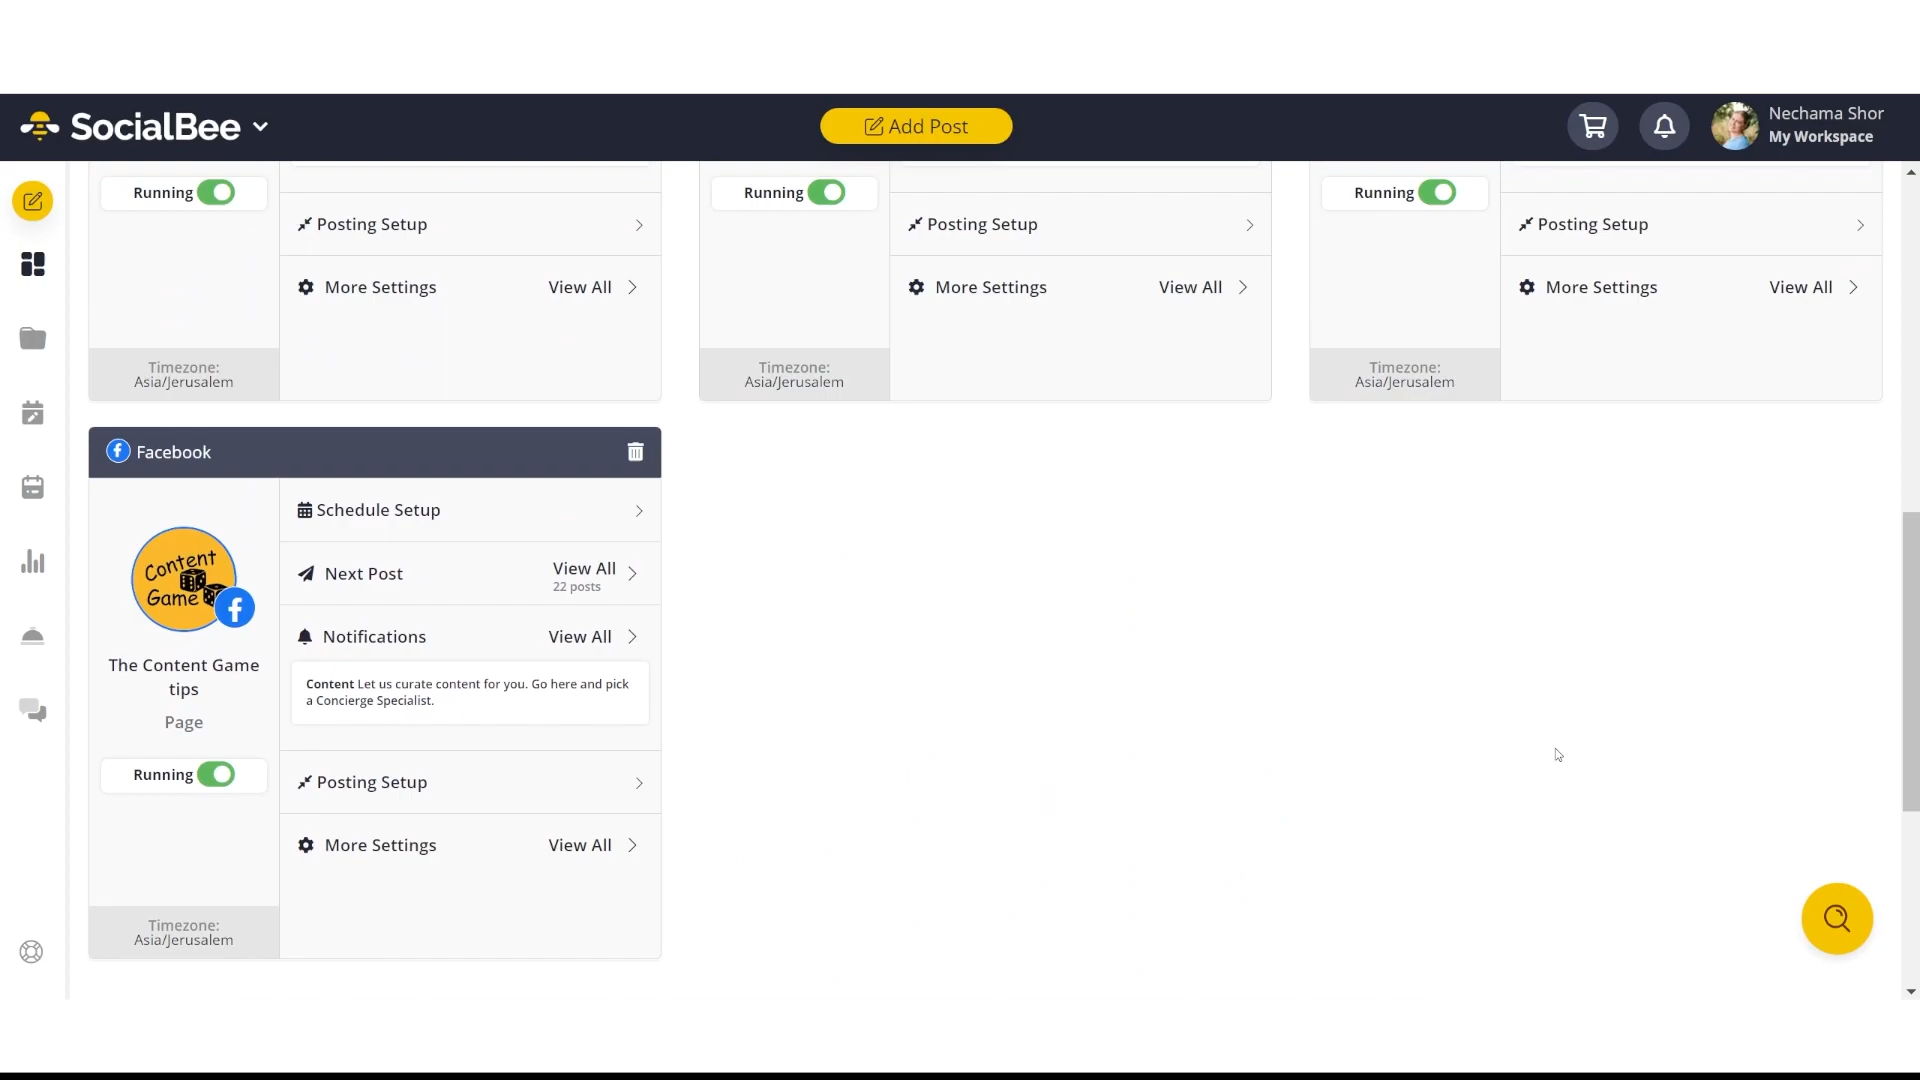 SocialBee
Add Post
Nechama Shor
My Workspace
Running
Posting Setup
More Settings View All
Timezone:
Asia/Jerusalem
Running
Posting Setup
More Settings View All
Timezone:
Asia/Jerusalem
Running
Posting Setup
More Settings View All
Timezone:
Asia/Jerusalem
Facebook
Content
Game
The Content Game
tips
Page
Running
Timezone:
Asia/Jerusalem
Schedule Setup
Next Post View All
22 posts
Notifications View All
Content Let us curate content for you. Go here and pick
a Concierge Specialist.
Posting Setup
More Settings View All